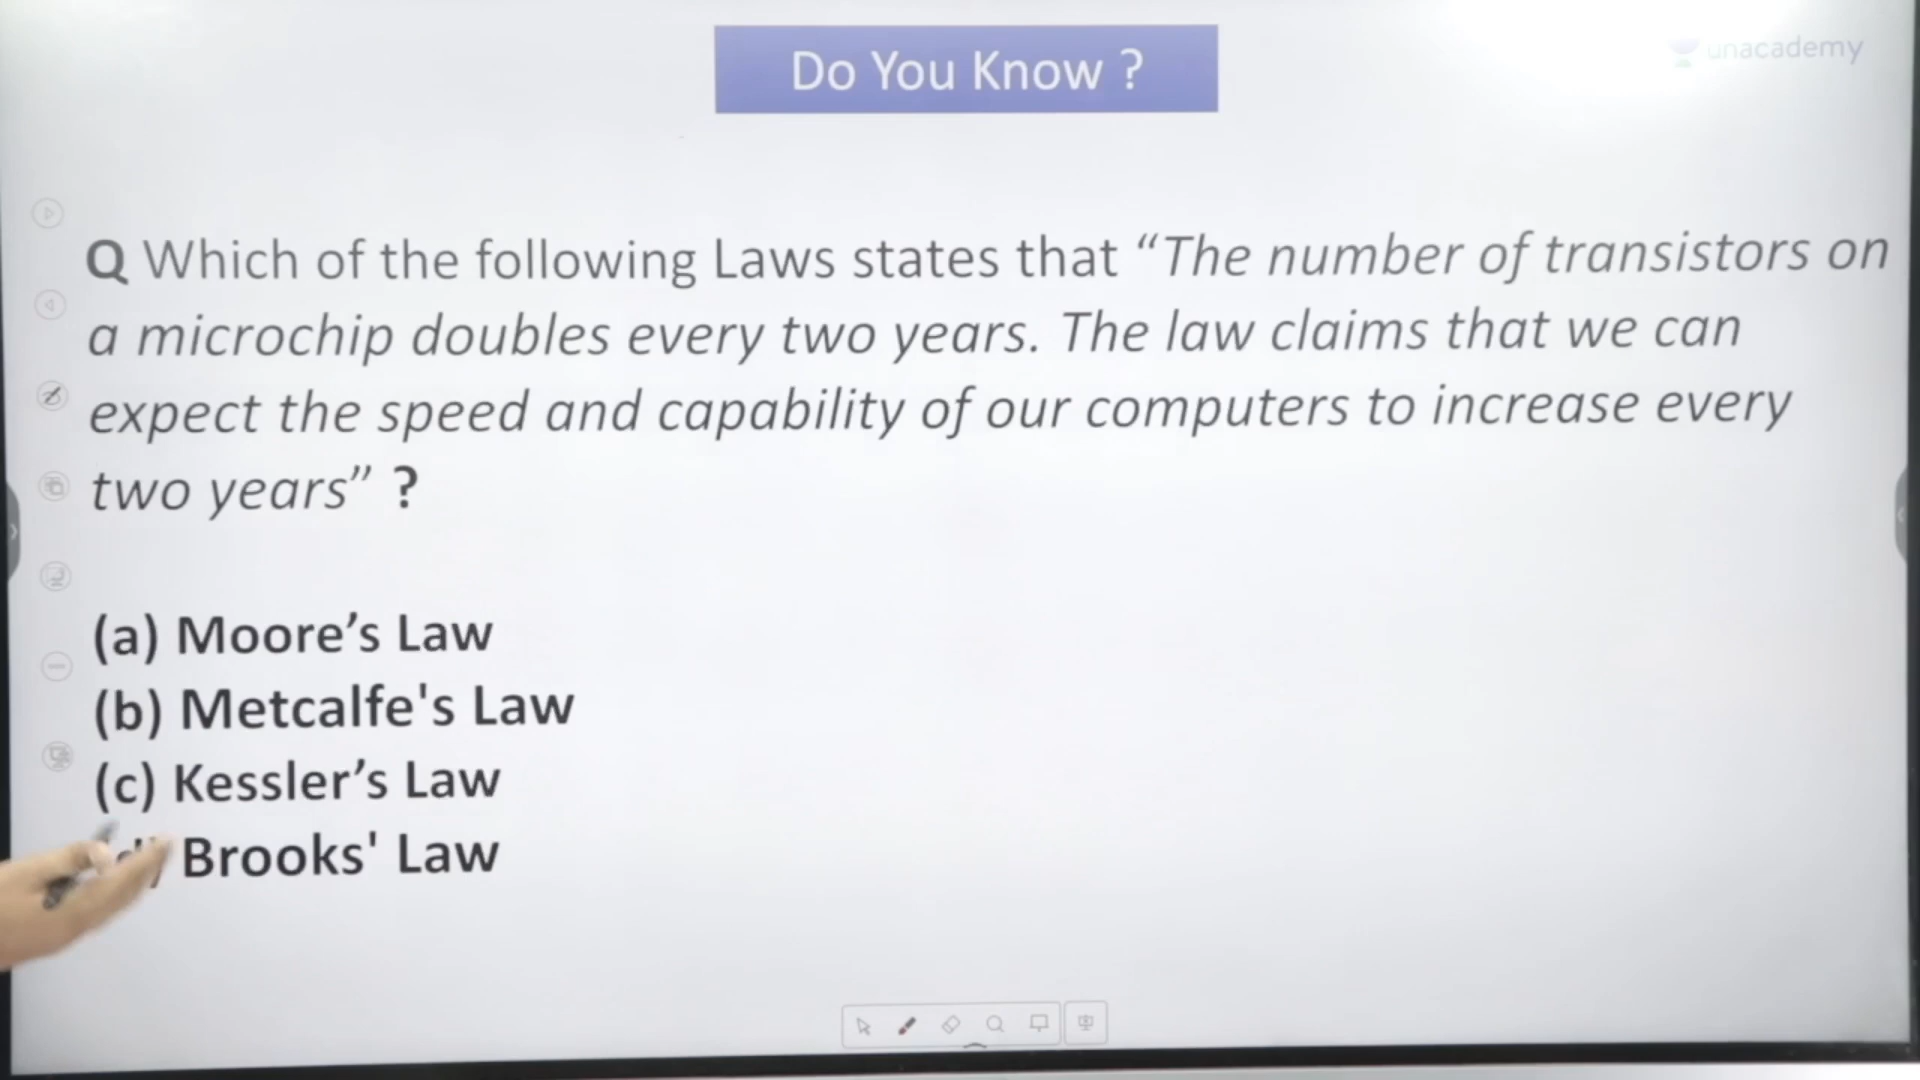 Do You Know ?
unacademy
Q Which of the following Laws states that “The number of transistors on
a microchip doubles every two years. The law claims that we can
expect the speed and capability of our computers to increase every
two years” ?
(a) Moore’s Law
(b) Metcalfe's Law
(c) Kessler’s Law
Brooks' Law